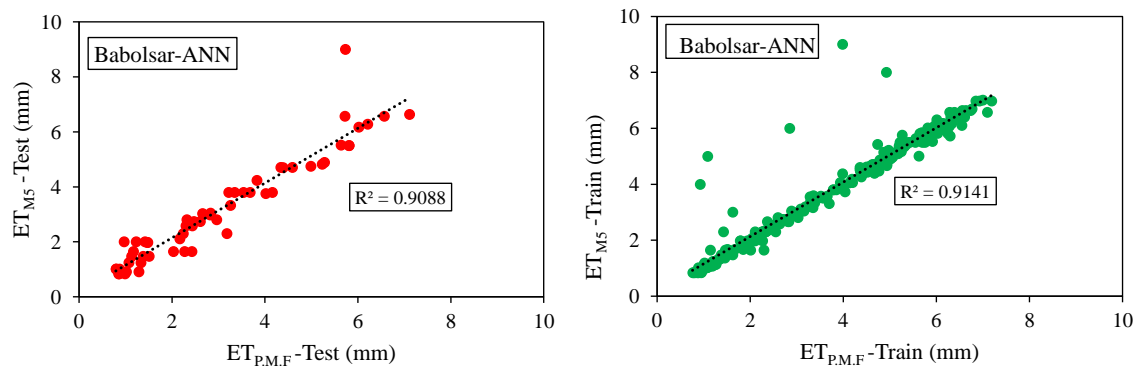 Babolsar-ANN
ET_M5 -Test (mm)
10
8
6
4
2
0
R² = 0.9088
0 2 4 6 8 10
ET_P.M.F -Test (mm)
Babolsar-ANN
ET_M5 -Train (mm)
10
8
6
4
2
0
R² = 0.9141
0 2 4 6 8 10
ET_P.M.F -Train (mm)